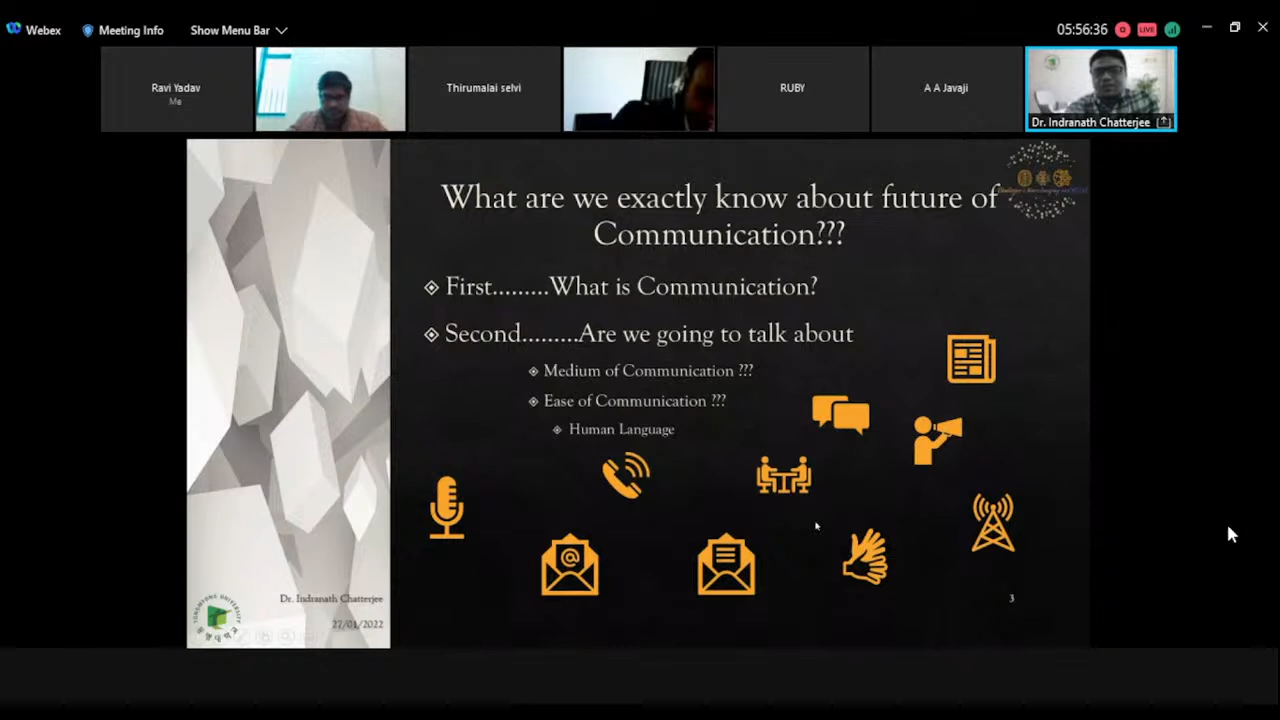 Webex
Meeting Info
Show Menu Bar
05:56:36
LIVE
Ravi Yadav
Me
Thirumalai selvi
RUBY
A A Javaji
Dr. Indranath Chatterjee
What are we exactly know about future of
Communication???
First.........What is Communication?
Second.........Are we going to talk about
Medium of Communication ???
Ease of Communication ???
Human Language
@
TONGMYONG UNIVERSITY
Dr. Indranath Chatterjee
27/01/2022
3